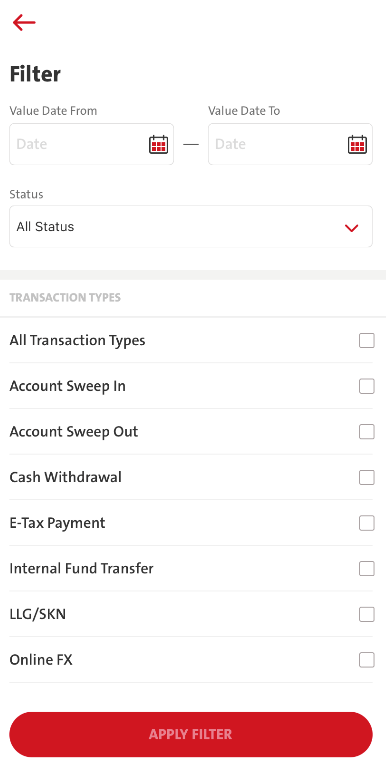 Filter
Value Date From
Value Date To
Date
—
Date
Status
All Status
TRANSACTION TYPES
All Transaction Types
Account Sweep In
Account Sweep Out
Cash Withdrawal
E-Tax Payment
Internal Fund Transfer
LLG/SKN
Online FX
APPLY FILTER